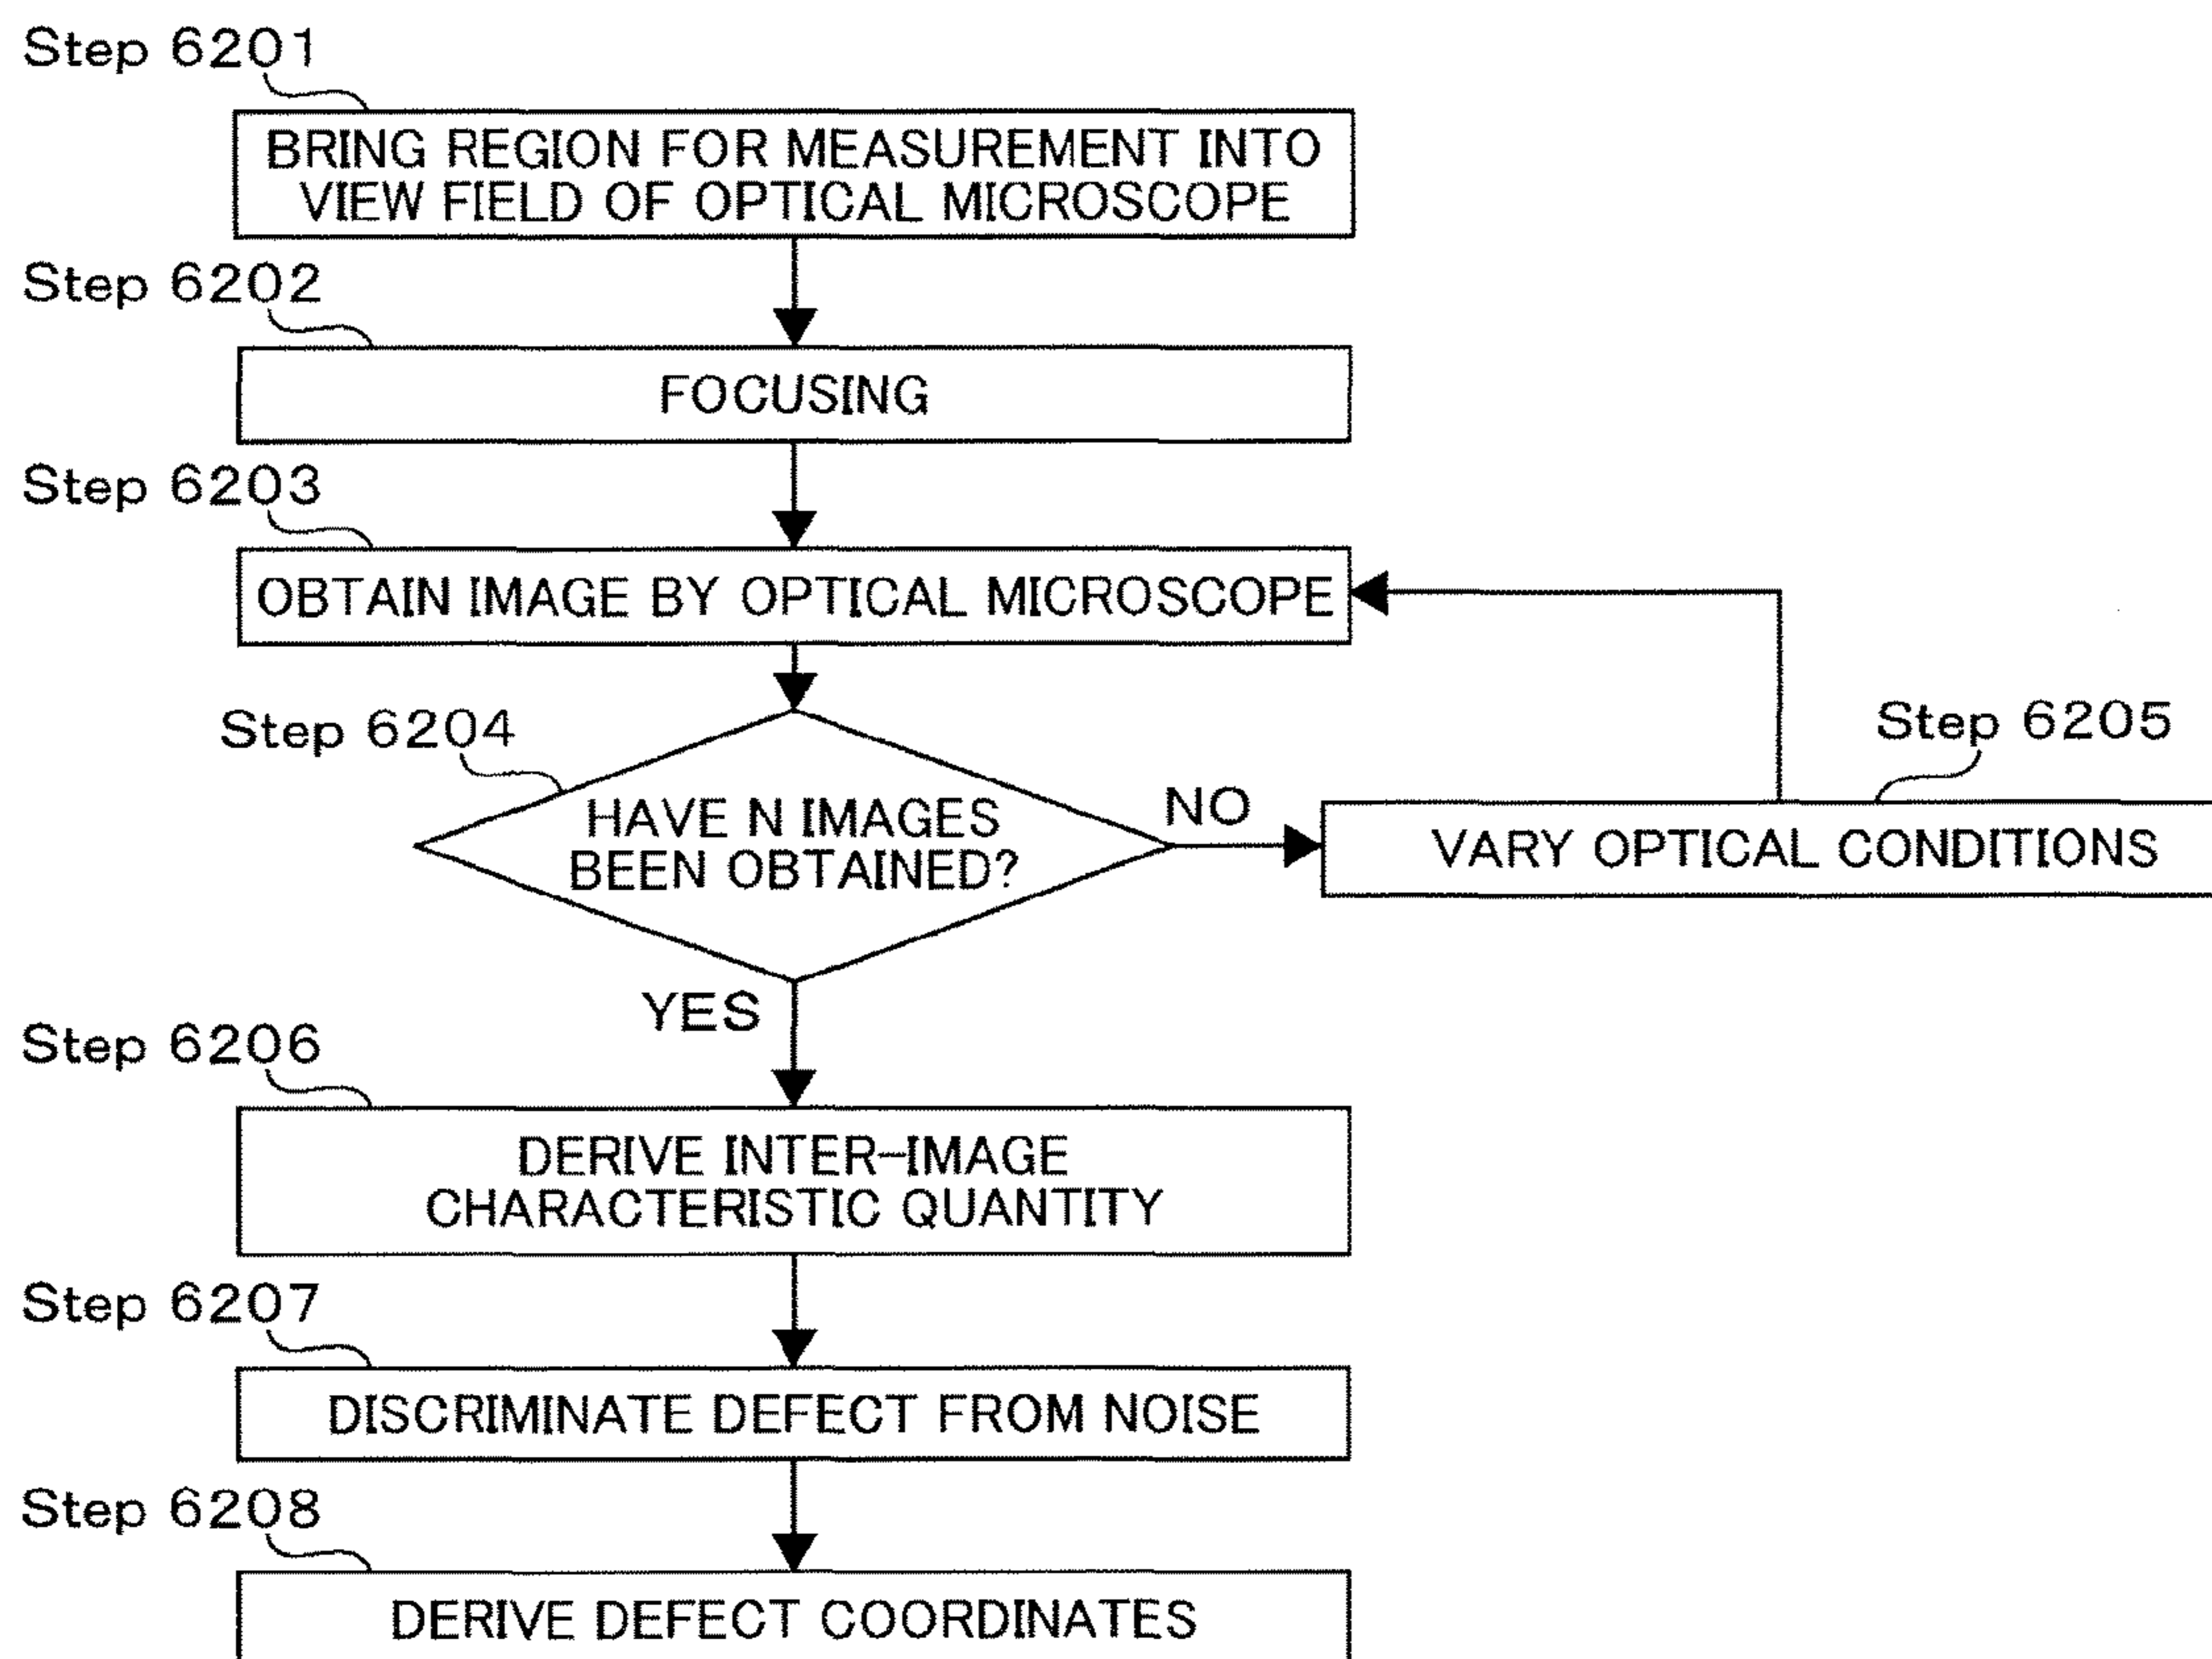 Step 6201
BRING REGION FOR MEASUREMENT INTO
VIEW FIELD OF OPTICAL MICROSCOPE
Step 6202
FOCUSING
Step 6203
OBTAIN IMAGE BY OPTICAL MICROSCOPE
Step 6204
HAVE N IMAGES
BEEN OBTAINED?
NO
Step 6205
VARY OPTICAL CONDITIONS
YES
Step 6206
DERIVE INTER-IMAGE
CHARACTERISTIC QUANTITY
Step 6207
DISCRIMINATE DEFECT FROM NOISE
Step 6208
DERIVE DEFECT COORDINATES